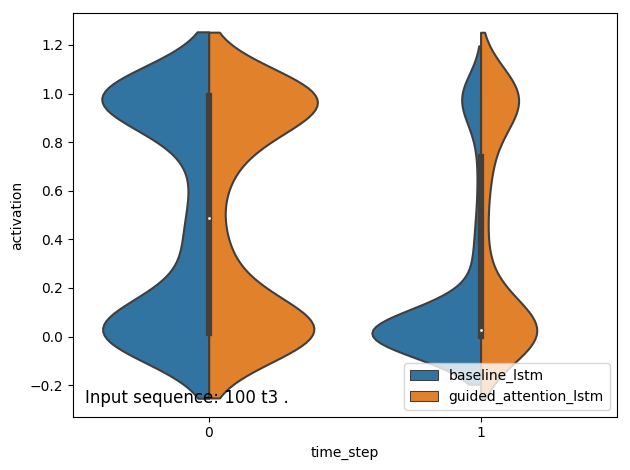 1.2
1.0
0.8
0.6
0.4
0.2
0.0
−0.2
activation
Input sequence: 100 t3 .
baseline_lstm
guided_attention_lstm
0
1
time_step